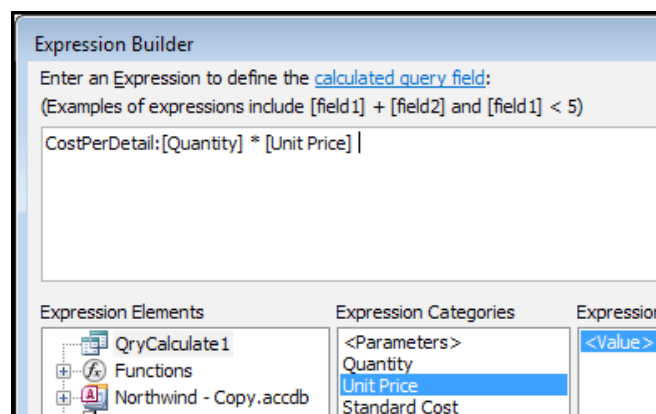 Expression Builder
Enter an Expression to define the calculated query field:
(Examples of expressions include [field1] + [field2] and [field1] < 5)
CostPerDetail:[Quantity] * [Unit Price]
Expression Elements
Expression Categories
Expression
QryCalculate1
Functions
Northwind - Copy.accdb
<Parameters>
Quantity
Unit Price
Standard Cost
<Value>